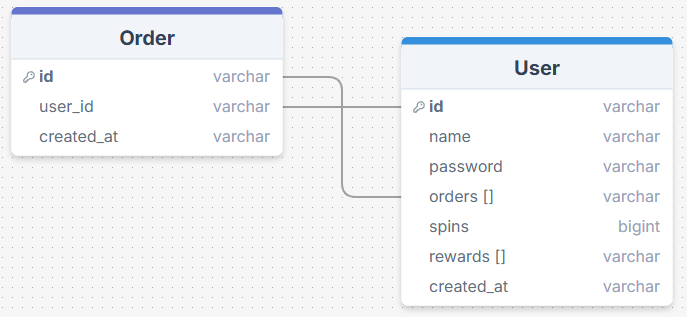 Order
id varchar
user_id varchar
created_at varchar
User
id varchar
name varchar
password varchar
orders [] varchar
spins bigint
rewards [] varchar
created_at varchar